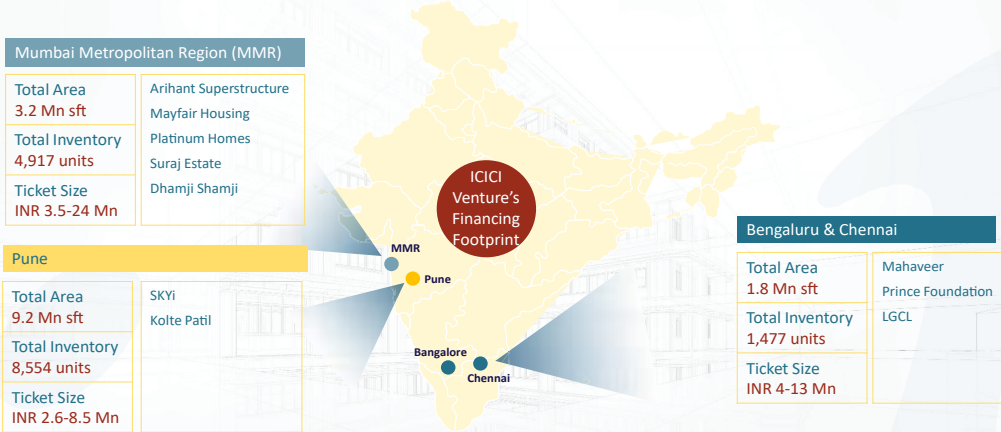 Mumbai Metropolitan Region (MMR)
Total Area
3.2 Mn sft
Total Inventory
4,917 units
Ticket Size
INR 3.5-24 Mn
Arihant Superstructure
Mayfair Housing
Platinum Homes
Suraj Estate
Dhamji Shamji
ICICI
Venture's
Financing
Footprint
MMR
Pune
Bangalore
Chennai
Pune
Total Area
9.2 Mn sft
Total Inventory
8,554 units
Ticket Size
INR 2.6-8.5 Mn
SKYi
Kolte Patil
Bengaluru & Chennai
Total Area
1.8 Mn sft
Total Inventory
1,477 units
Ticket Size
INR 4-13 Mn
Mahaveer
Prince Foundation
LGCL